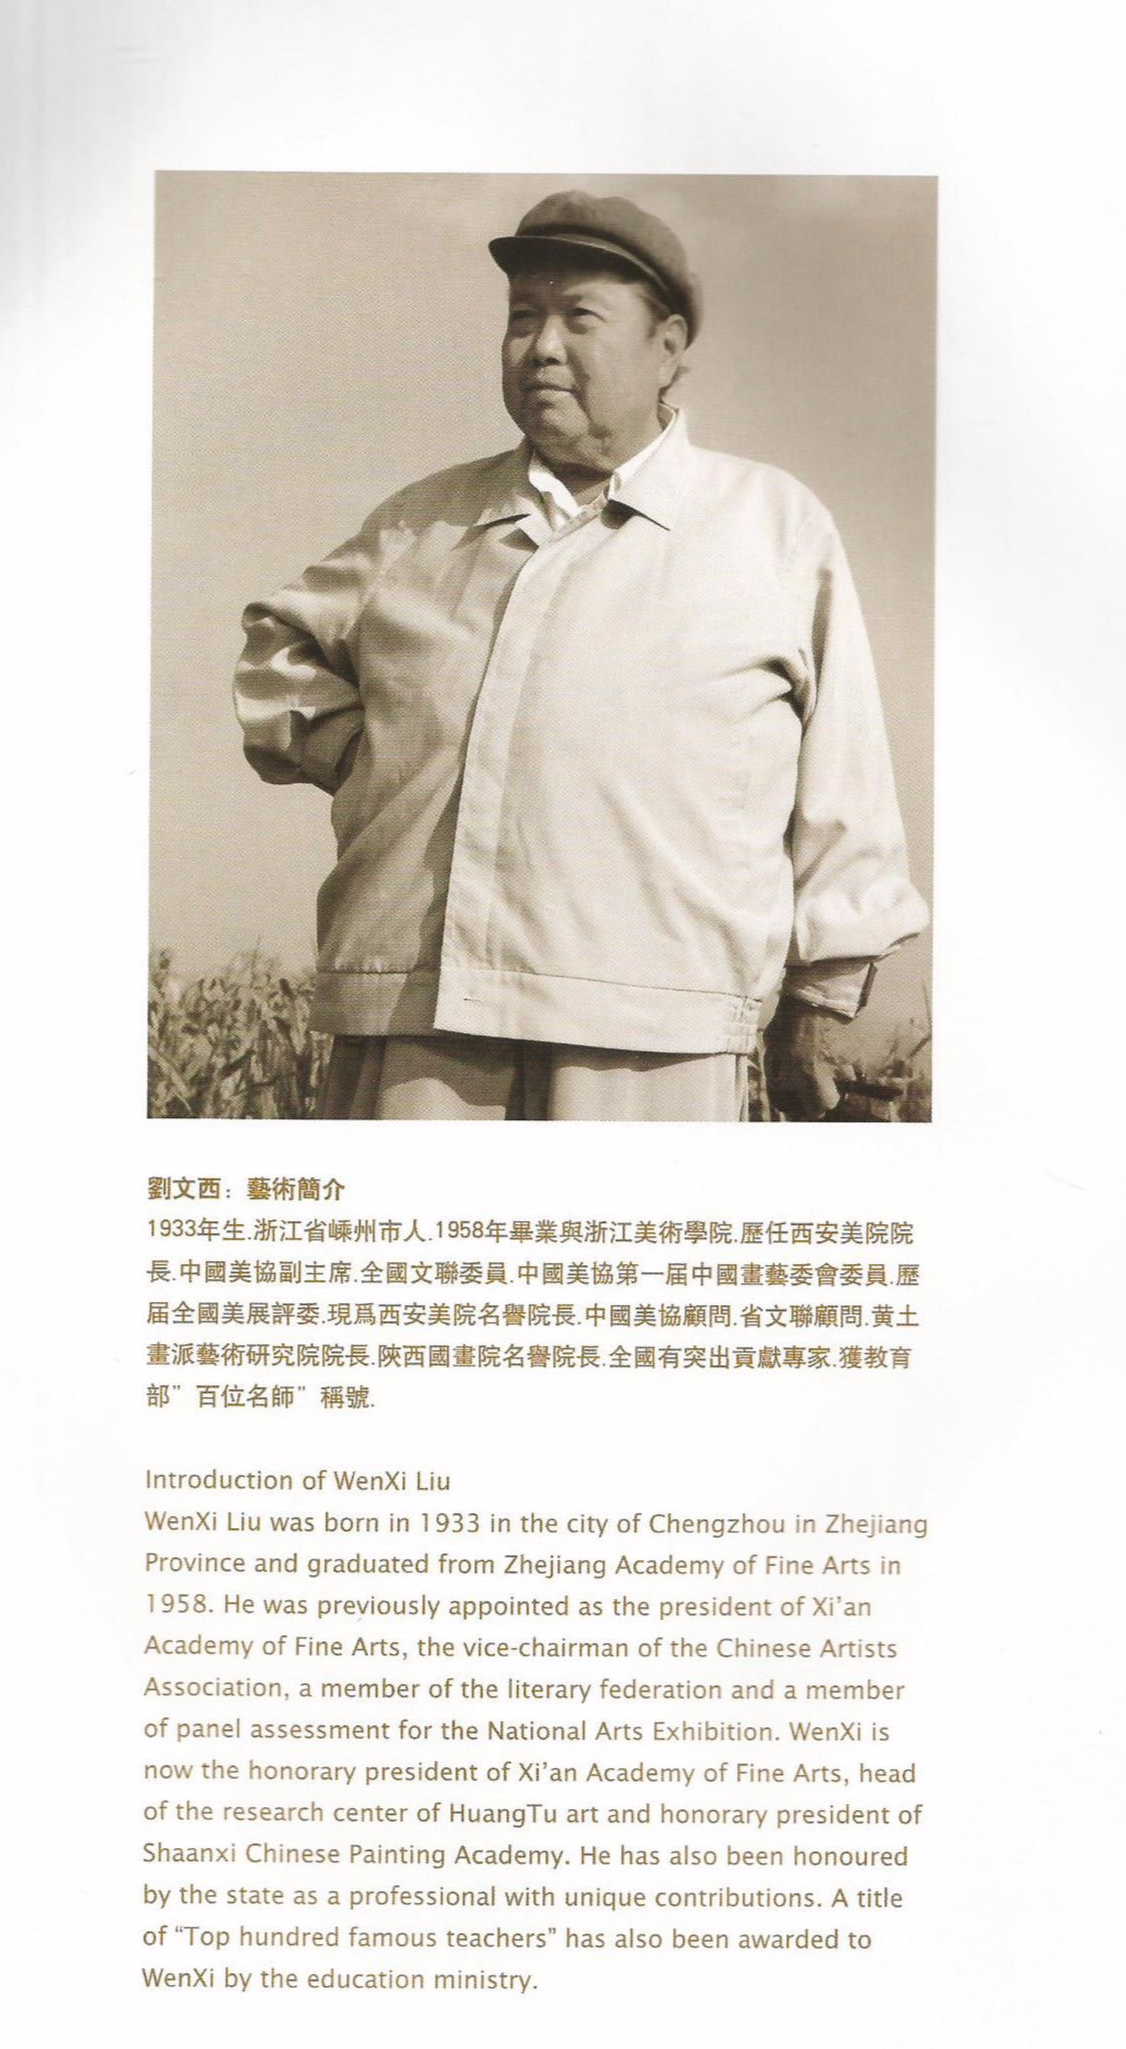 劉文西：藝術簡介
1933年生.浙江省嵊州市人.1958年畢業與浙江美術學院.歷任西安美院院
長.中國美協副主席.全國文聯委員.中國美協第一届中國畫藝委會委員.歷
届全國美展評委.現爲西安美院名譽院長.中國美協顧問.省文聯顧問.黄土
畫派藝術研究院院長.陝西國畫院名譽院長.全國有突出貢獻專家.獲教育
部”百位名師”稱號.
Introduction of WenXi Liu
WenXi Liu was born in 1933 in the city of Chengzhou in Zhejiang
Province and graduated from Zhejiang Academy of Fine Arts in
1958. He was previously appointed as the president of Xi’an
Academy of Fine Arts, the vice-chairman of the Chinese Artists
Association, a member of the literary federation and a member
of panel assessment for the National Arts Exhibition. WenXi is
now the honorary president of Xi’an Academy of Fine Arts, head
of the research center of HuangTu art and honorary president of
Shaanxi Chinese Painting Academy. He has also been honoured
by the state as a professional with unique contributions. A title
of “Top hundred famous teachers” has also been awarded to
WenXi by the education ministry.